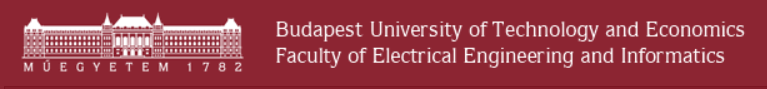 Budapest University of Technology and Economics
Faculty of Electrical Engineering and Informatics
MŰEGYETEM 1782